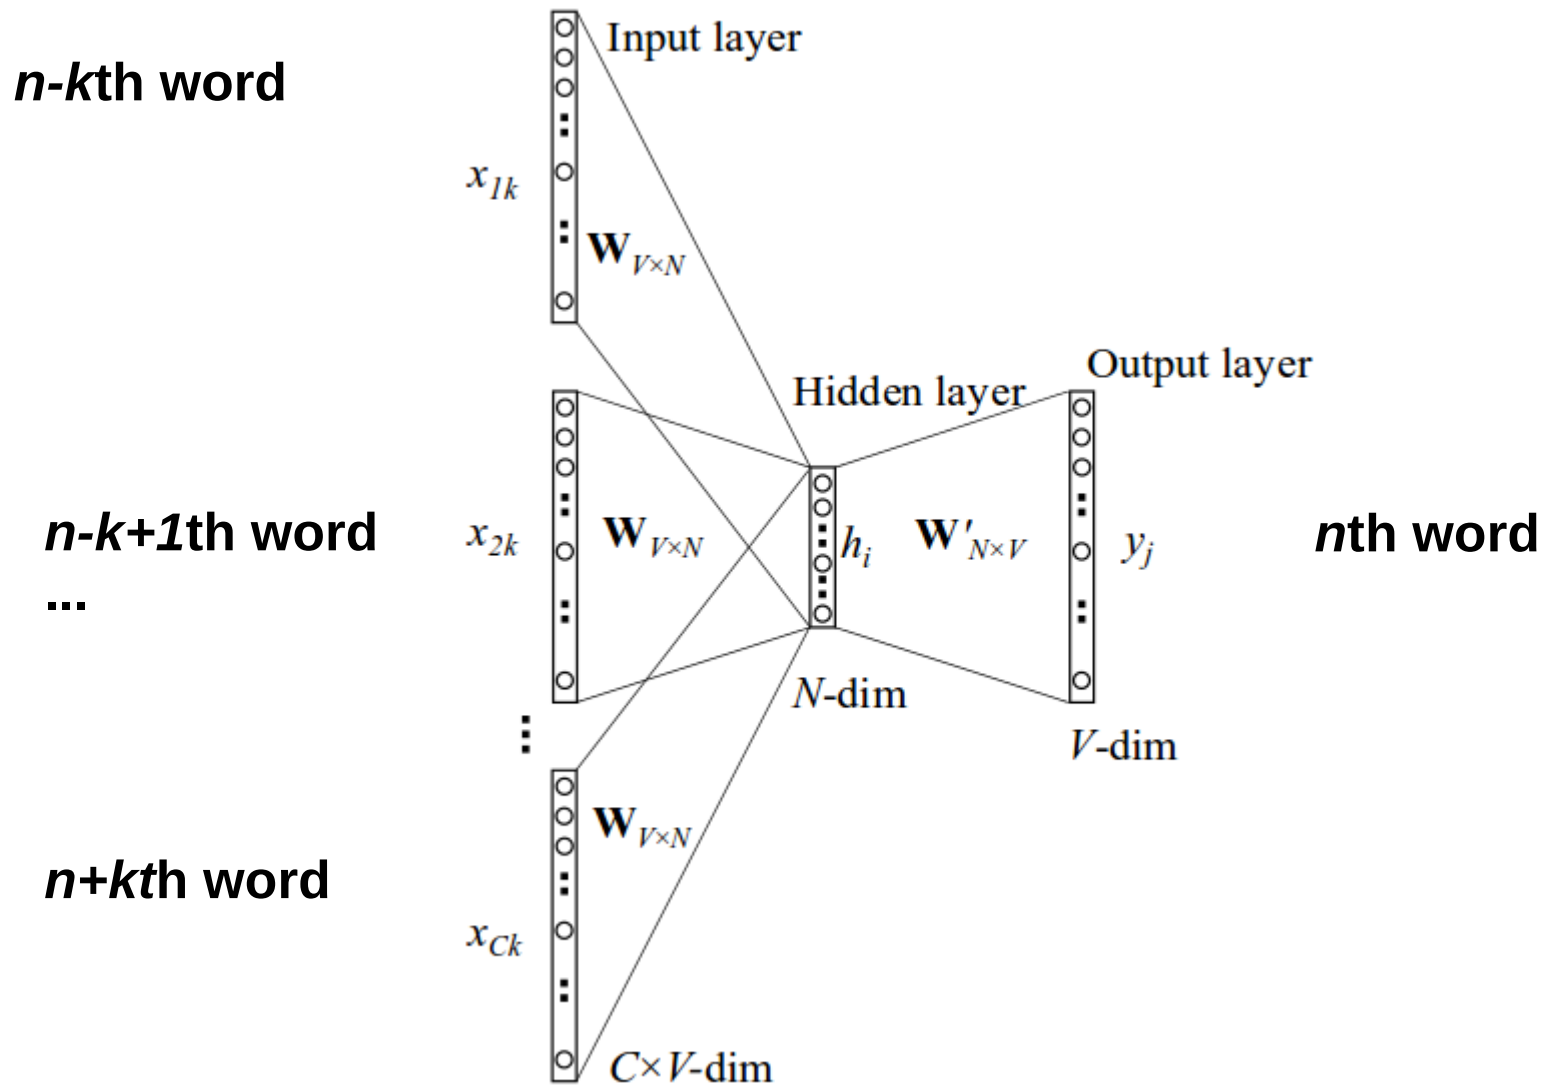 Input layer
n-kth word
x1k
WV×N
Output layer
Hidden layer
n-k+1th word
...
x2k
WV×N
hi
W'N×V
yj
nth word
N-dim
V-dim
WV×N
n+kth word
xCk
C×V-dim